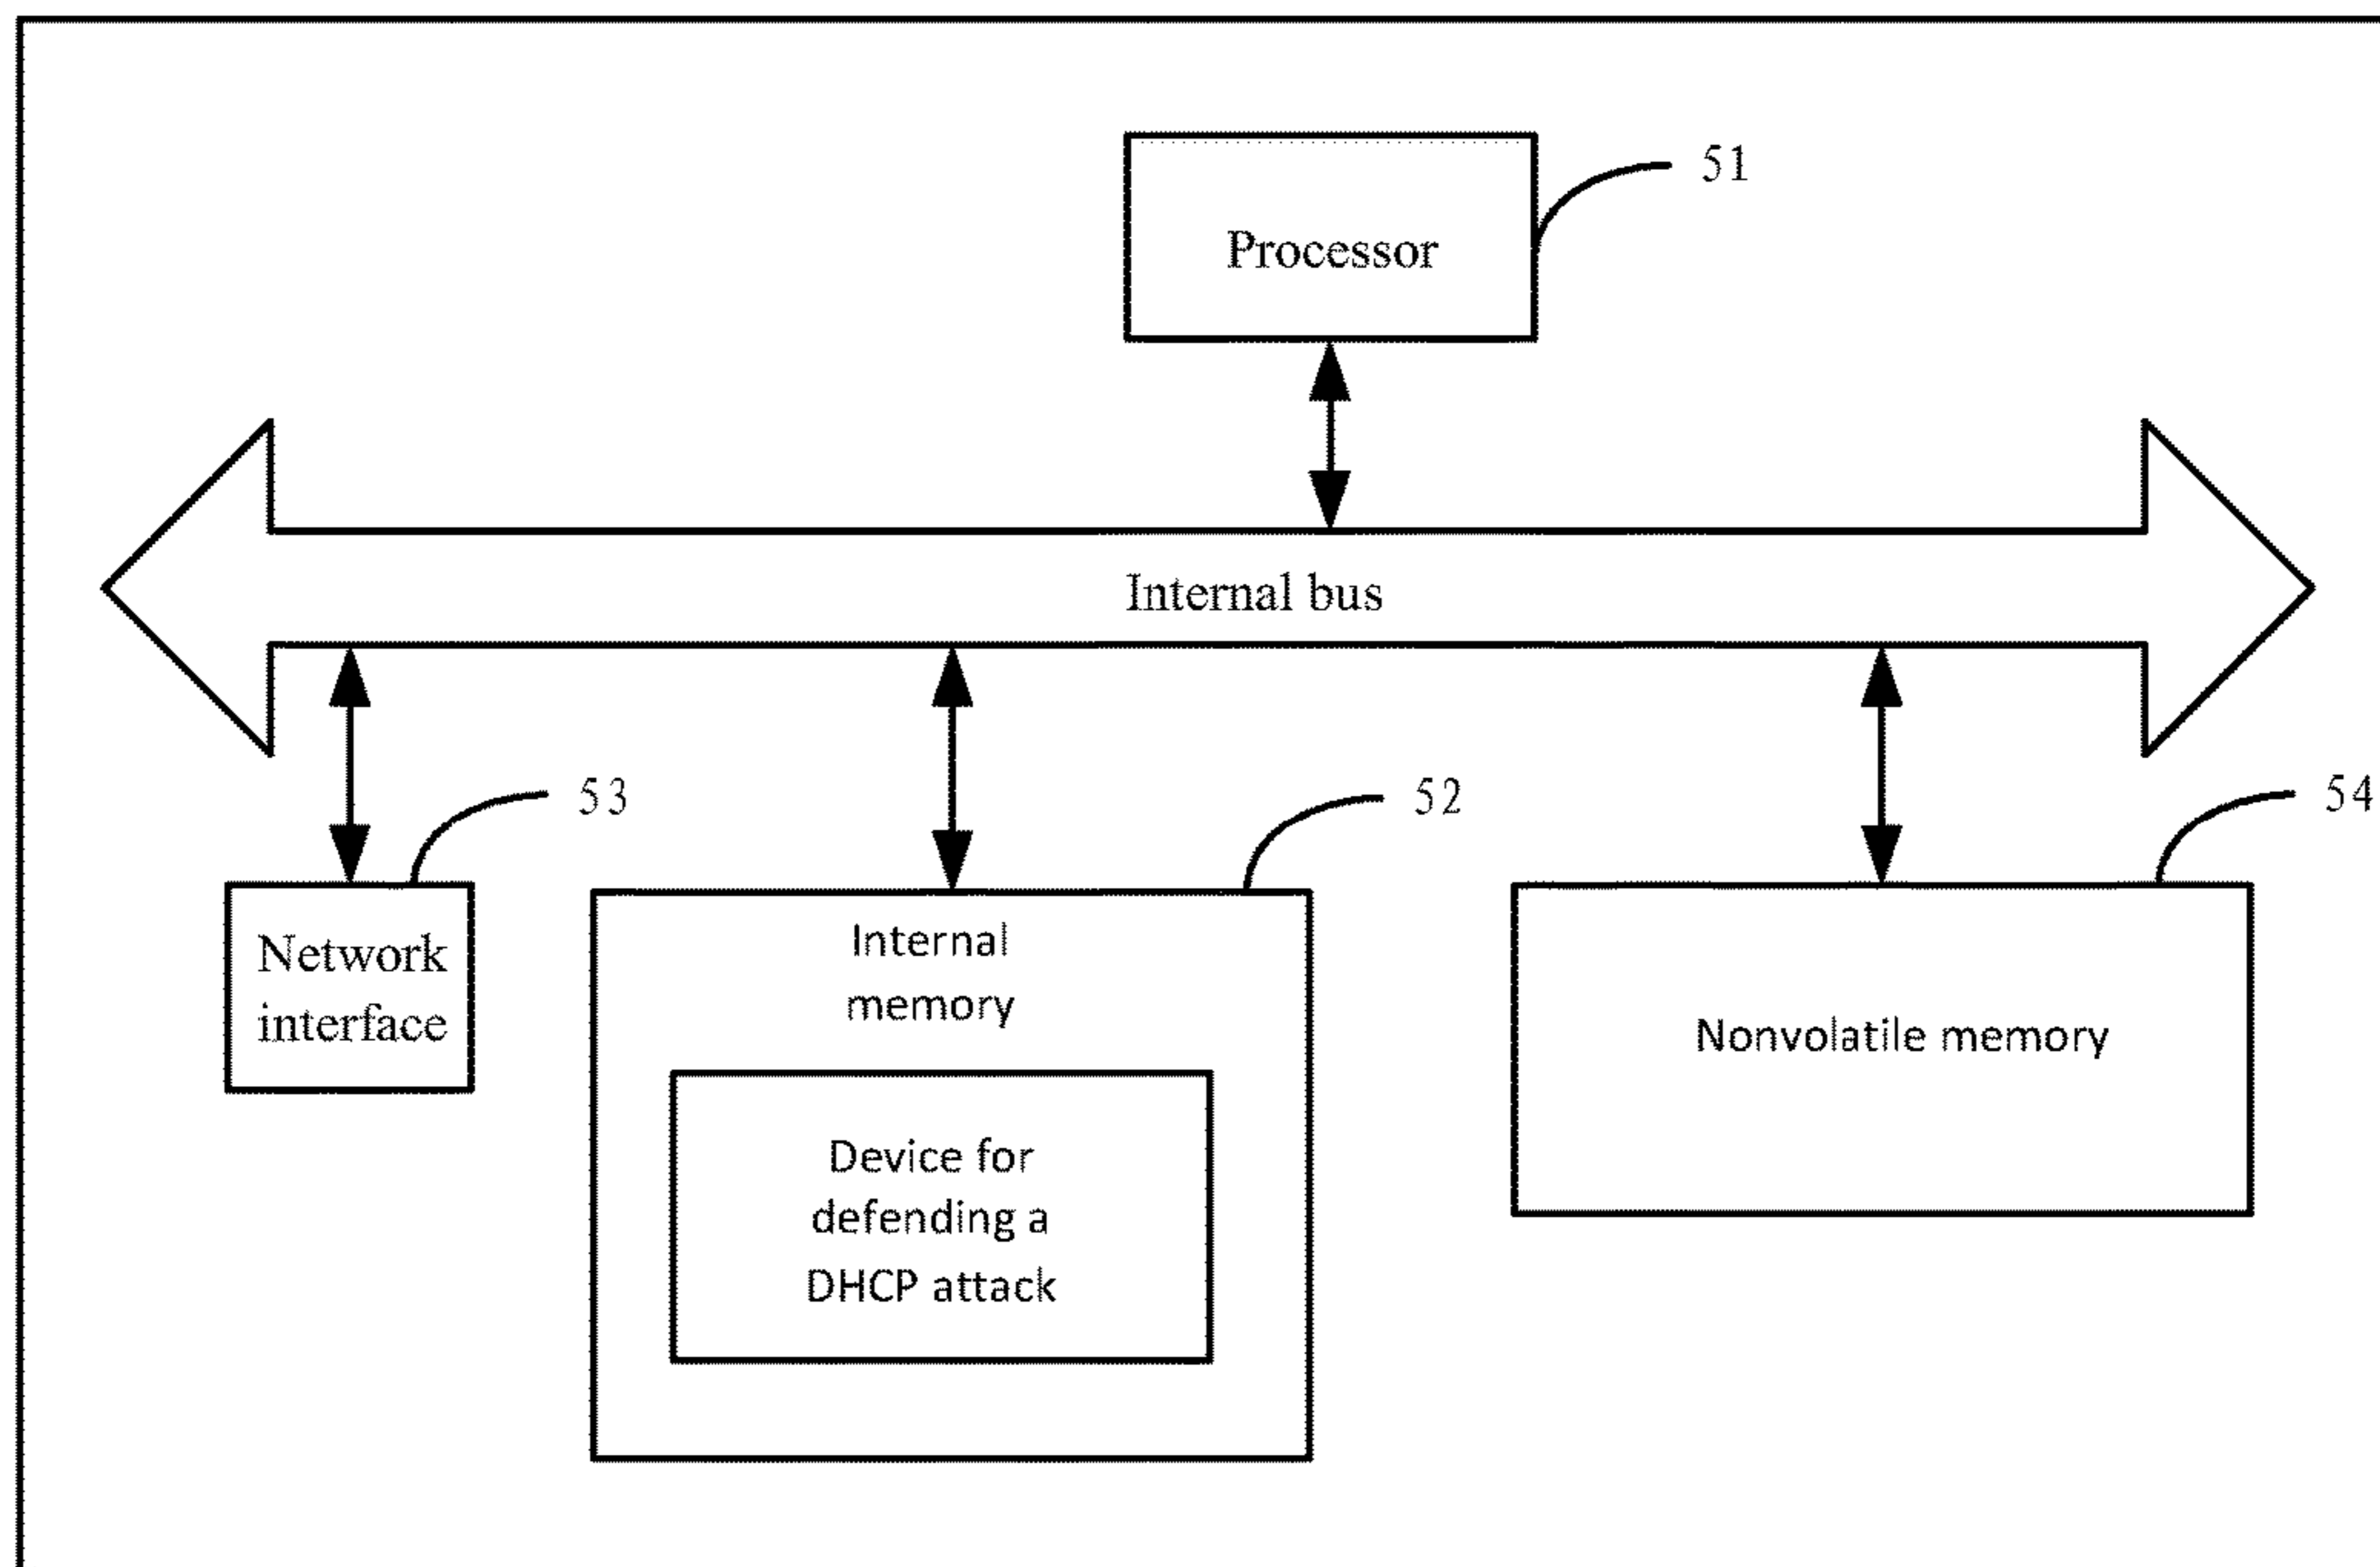 51
Processor
Internal bus
53
52
54
Network
interface
Internal
memory
Device for
defending a
DHCP attack
Nonvolatile memory